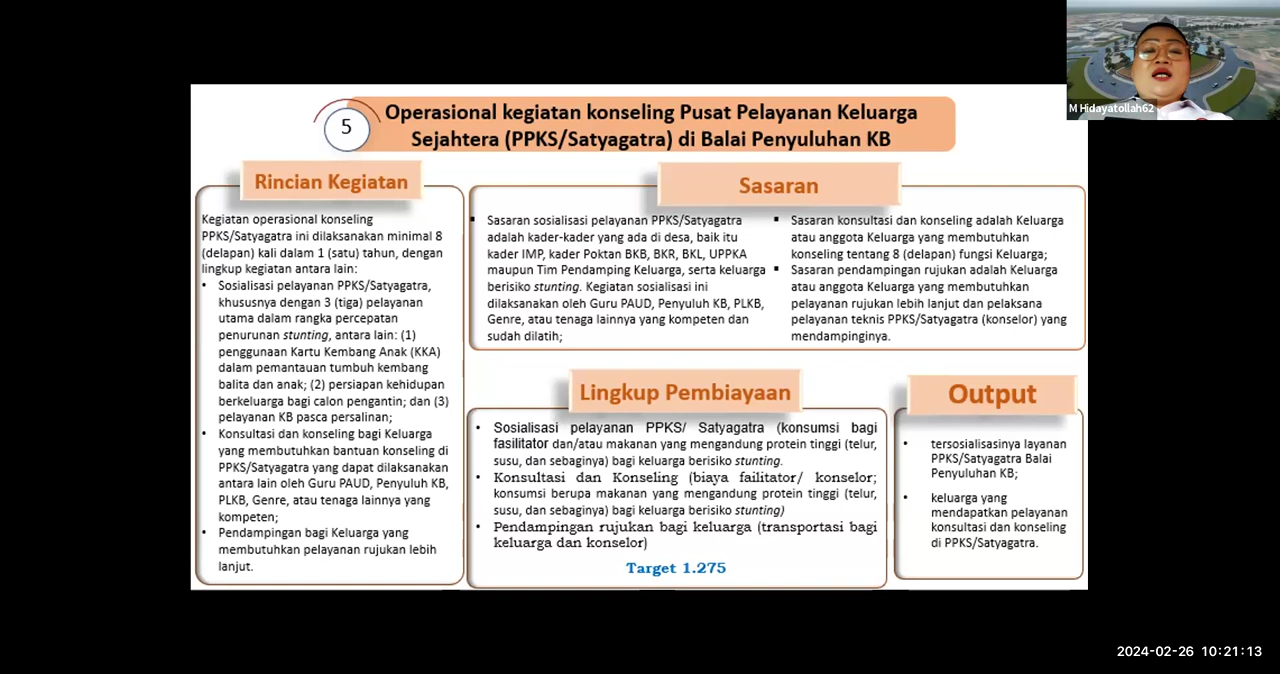 M Hidayatollah62
5
Operasional kegiatan konseling Pusat Pelayanan Keluarga
Sejahtera (PPKS/Satyagatra) di Balai Penyuluhan KB
Rincian Kegiatan
Kegiatan operasional konseling
PPKS/Satyagatra ini dilaksanakan minimal 8
(delapan) kali dalam 1 (satu) tahun, dengan
lingkup kegiatan antara lain:
• Sosialisasi pelayanan PPKS/Satyagatra,
khususnya dengan 3 (tiga) pelayanan
utama dalam rangka percepatan
penurunan stunting, antara lain: (1)
penggunaan Kartu Kembang Anak (KKA)
dalam pemantauan tumbuh kembang
balita dan anak; (2) persiapan kehidupan
berkeluarga bagi calon pengantin; dan (3)
pelayanan KB pasca persalinan;
• Konsultasi dan konseling bagi Keluarga
yang membutuhkan bantuan konseling di
PPKS/Satyagatra yang dapat dilaksanakan
antara lain oleh Guru PAUD, Penyuluh KB,
PLKB, Genre, atau tenaga lainnya yang
kompeten;
• Pendampingan bagi Keluarga yang
membutuhkan pelayanan rujukan lebih
lanjut.
Sasaran
▪ Sasaran sosialisasi pelayanan PPKS/Satyagatra
adalah kader-kader yang ada di desa, baik itu
kader IMP, kader Poktan BKB, BKR, BKL, UPPKA
maupun Tim Pendamping Keluarga, serta keluarga
berisiko stunting. Kegiatan sosialisasi ini
dilaksanakan oleh Guru PAUD, Penyuluh KB, PLKB,
Genre, atau tenaga lainnya yang kompeten dan
sudah dilatih;
▪ Sasaran konsultasi dan konseling adalah Keluarga
atau anggota Keluarga yang membutuhkan
konseling tentang 8 (delapan) fungsi Keluarga;
▪ Sasaran pendampingan rujukan adalah Keluarga
atau anggota Keluarga yang membutuhkan
pelayanan rujukan lebih lanjut dan pelaksana
pelayanan teknis PPKS/Satyagatra (konselor) yang
mendampinginya.
Lingkup Pembiayaan
• Sosialisasi pelayanan PPKS/ Satyagatra (konsumsi bagi
fasilitator dan/atau makanan yang mengandung protein tinggi (telur,
susu, dan sebaginya) bagi keluarga berisiko stunting.
• Konsultasi dan Konseling (biaya failitator/ konselor;
konsumsi berupa makanan yang mengandung protein tinggi (telur,
susu, dan sebaginya) bagi keluarga berisiko stunting)
• Pendampingan rujukan bagi keluarga (transportasi bagi
keluarga dan konselor)
Target 1.275
Output
• tersosialisasinya layanan
PPKS/Satyagatra Balai
Penyuluhan KB;
• keluarga yang
mendapatkan pelayanan
konsultasi dan konseling
di PPKS/Satyagatra.
2024-02-26 10:21:13